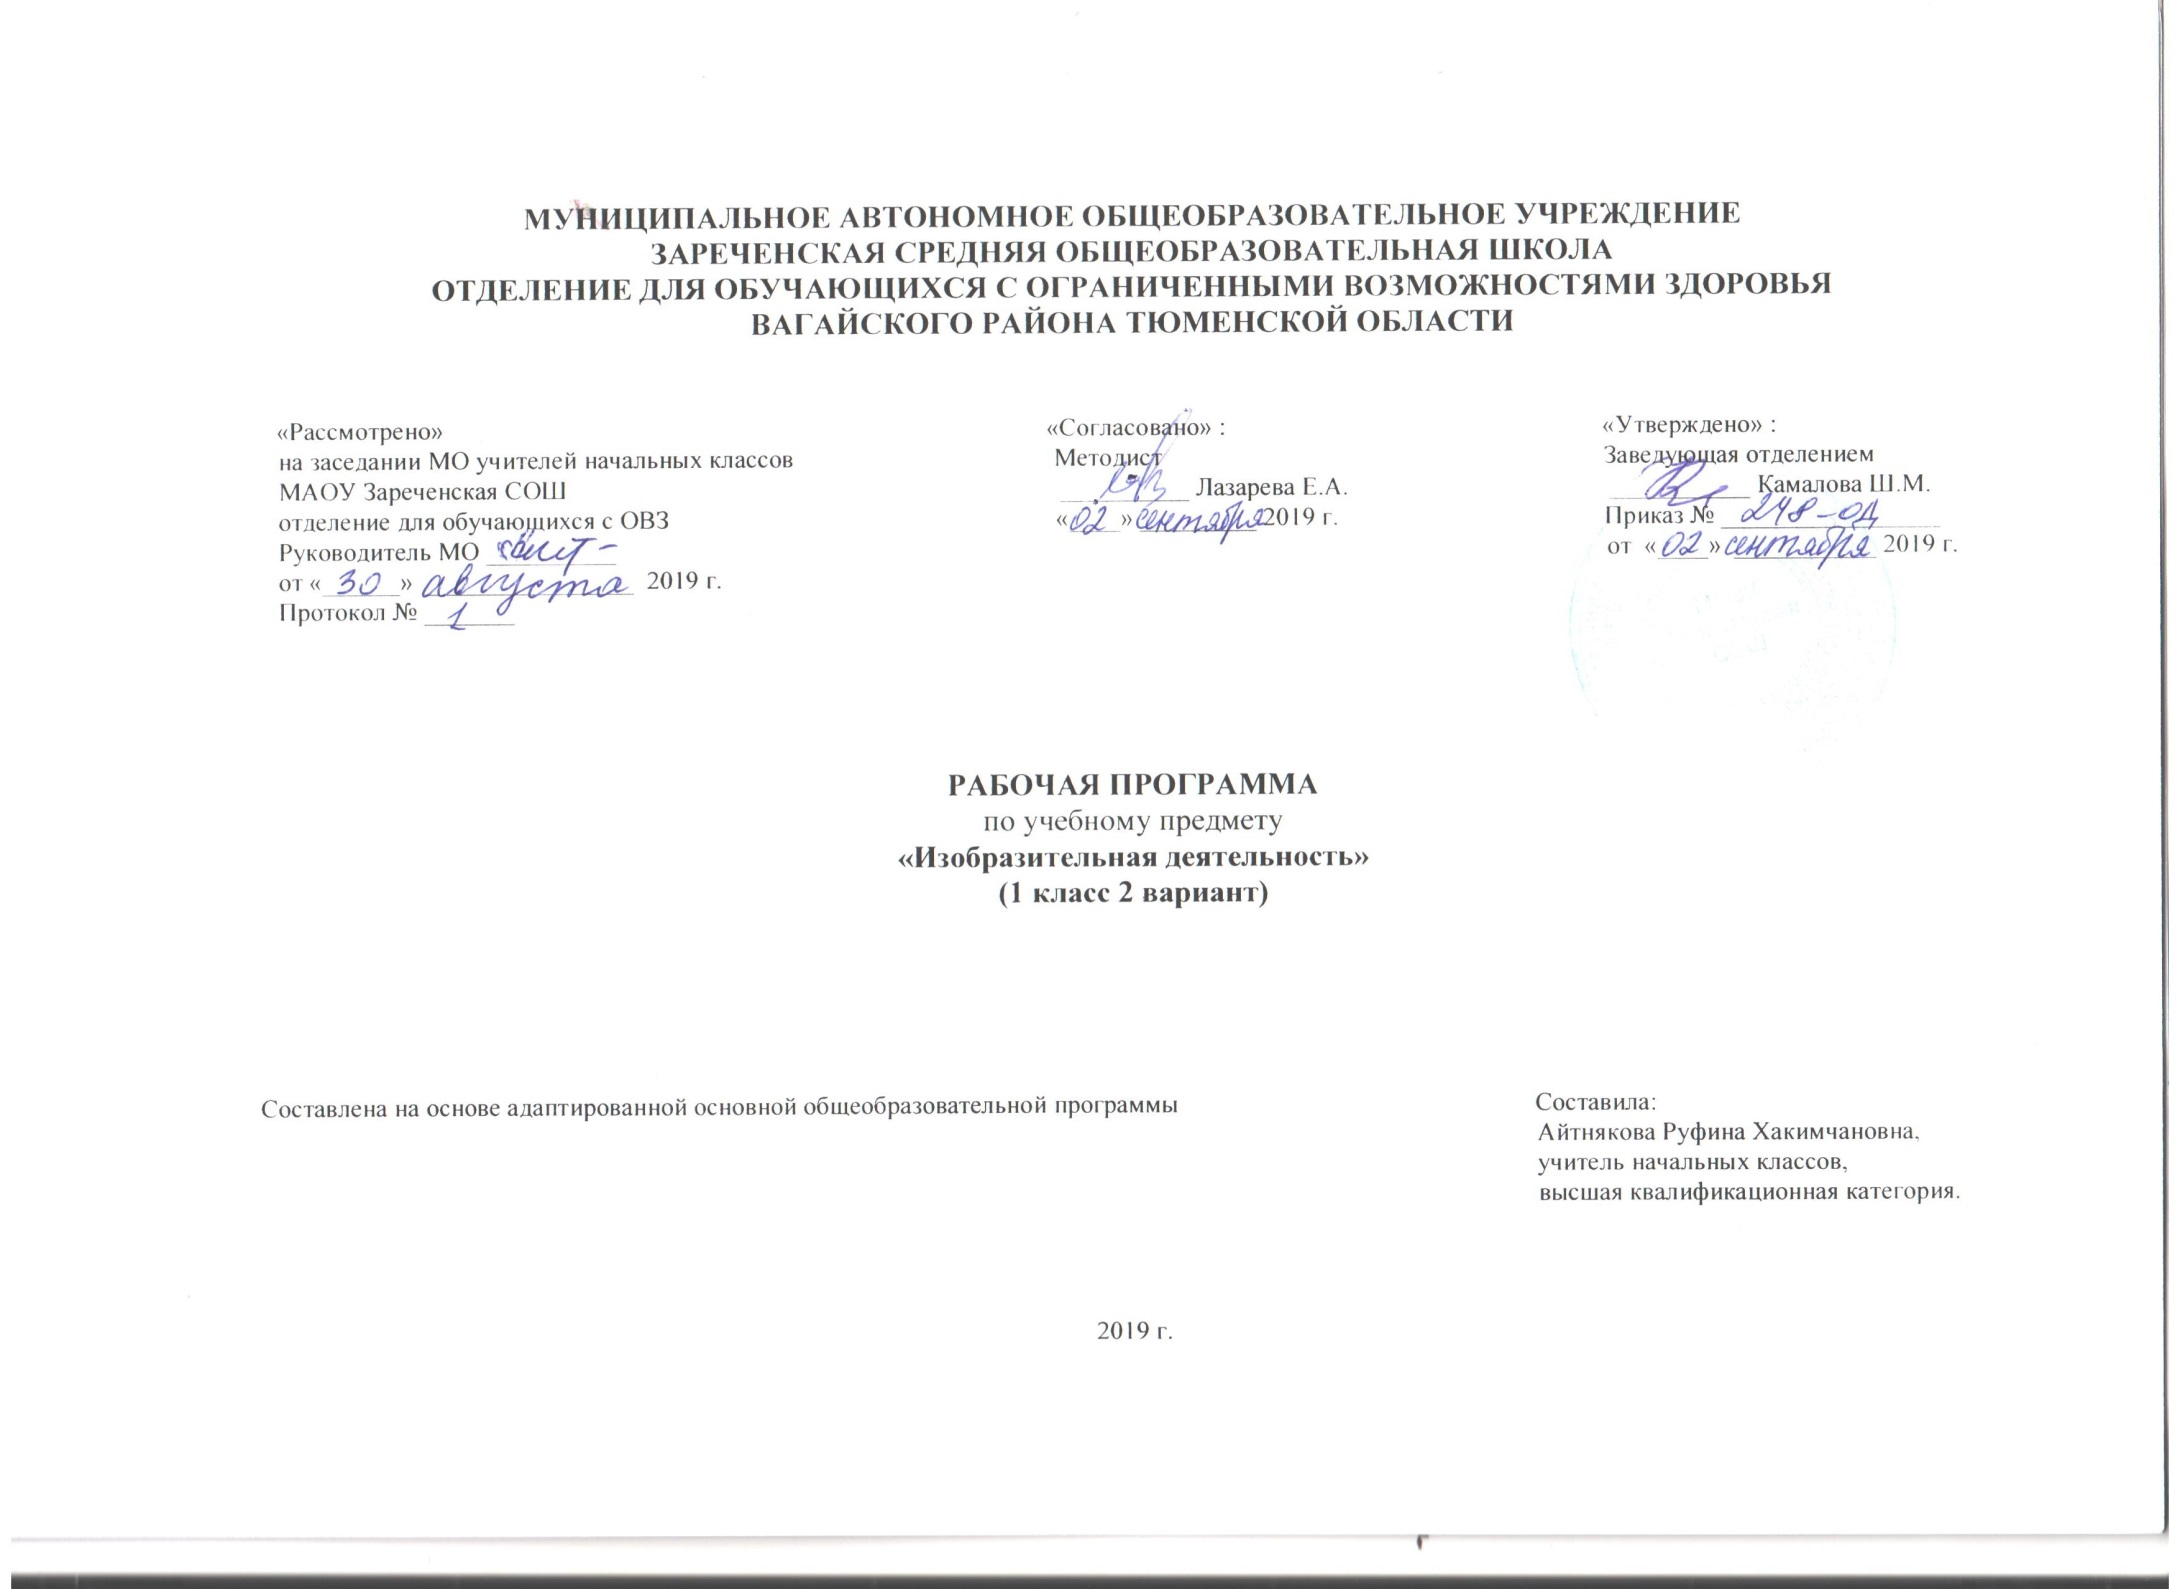 МУНИЦИПАЛЬНОЕ АВТОНОМНОЕ ОБЩЕОБРАЗОВАТЕЛЬНОЕ УЧРЕЖДЕНИЕ
ЗАРЕЧЕНСКАЯ СРЕДНЯЯ ОБЩЕОБРАЗОВАТЕЛЬНАЯ ШКОЛА
ОТДЕЛЕНИЕ ДЛЯ ОБУЧАЮЩИХСЯ С ОГРАНИЧЕННЫМИ ВОЗМОЖНОСТЯМИ ЗДОРОВЬЯ
ВАГАЙСКОГО РАЙОНА ТЮМЕНСКОЙ ОБЛАСТИ
«Рассмотрено»
на заседании МО учителей начальных классов
МАОУ Зареченская СОШ
отделение для обучающихся с ОВЗ
Руководитель МО
от «30» августа 2019 г.
Протокол № 1
«Согласовано» :
Методист
Лазарева Е.А.
«02» сентября 2019 г.
«Утверждено» :
Заведующая отделением
Камалова Ш.М.
Приказ № 248-од
от «02» сентября 2019 г.
РАБОЧАЯ ПРОГРАММА
по учебному предмету
«Изобразительная деятельность»
(1 класс 2 вариант)
Составлена на основе адаптированной основной общеобразовательной программы
Составила:
Айтнякова Руфина Хакимчановна,
учитель начальных классов,
высшая квалификационная категория.
2019 г.